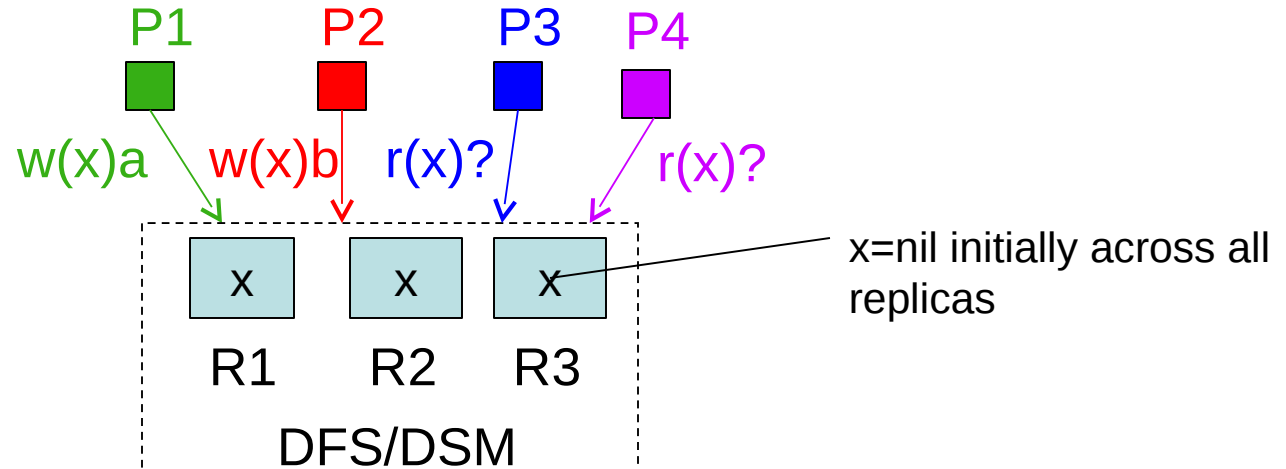 P1 P2 P3 P4
w(x)a w(x)b r(x)? r(x)?
x x x
x=nil initially across all
replicas
R1 R2 R3
DFS/DSM